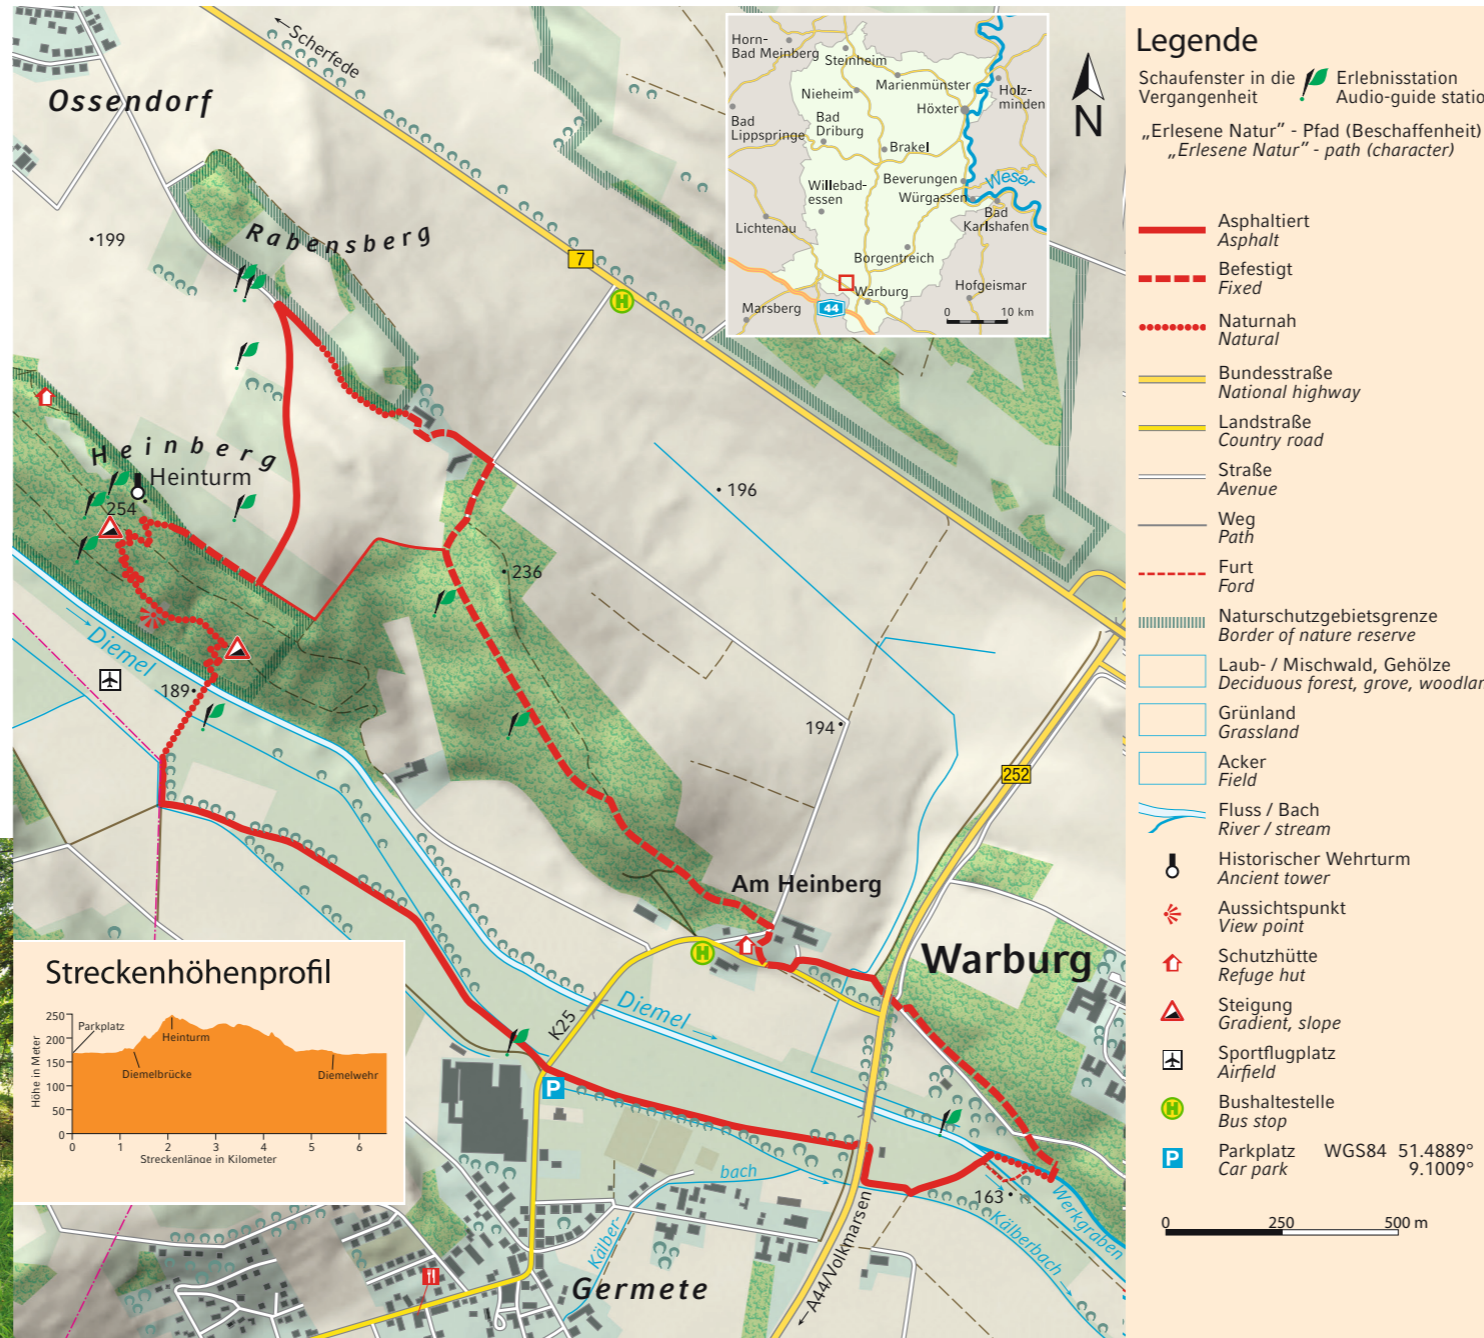 Scherfede
Ossendorf
Rabensberg
•199
7
H
Heinberg
Heinturm
254
•196
•236
Diemel
189•
194•
252
Am Heinberg
Warburg
H
Diemel
K25
P
bach
Kälber-
Germete
A44/Volkmarsen
163•
Kälberbach
Werkgraben
Horn-
Bad Meinberg
Steinheim
Marienmünster
Nieheim
Höxter
Holz-
minden
Bad
Lippspringe
Bad
Driburg
Brakel
Willebad-
essen
Beverungen
Würgassen
Weser
Bad
Karlshafen
Lichtenau
Borgentreich
Warburg
Hofgeismar
Marsberg
44
0 10 km
N
Streckenhöhenprofil
Höhe in Meter
250
200
150
100
50
0
Parkplatz
Heinturm
Diemelbrücke
Diemelwehr
0 1 2 3 4 5 6
Streckenlänge in Kilometer
Legende
Schaufenster in die
Vergangenheit
Erlebnisstation
Audio-guide statio
„Erlesene Natur” - Pfad (Beschaffenheit)
„Erlesene Natur” - path (character)
Asphaltiert
Asphalt
Befestigt
Fixed
Naturnah
Natural
Bundesstraße
National highway
Landstraße
Country road
Straße
Avenue
Weg
Path
Furt
Ford
Naturschutzgebietsgrenze
Border of nature reserve
Laub- / Mischwald, Gehölze
Deciduous forest, grove, woodlan
Grünland
Grassland
Acker
Field
Fluss / Bach
River / stream
Historischer Wehrturm
Ancient tower
Aussichtspunkt
View point
Schutzhütte
Refuge hut
Steigung
Gradient, slope
Sportflugplatz
Airfield
H
Bushaltestelle
Bus stop
P
Parkplatz WGS84 51.4889°
Car park 9.1009°
0 250 500 m